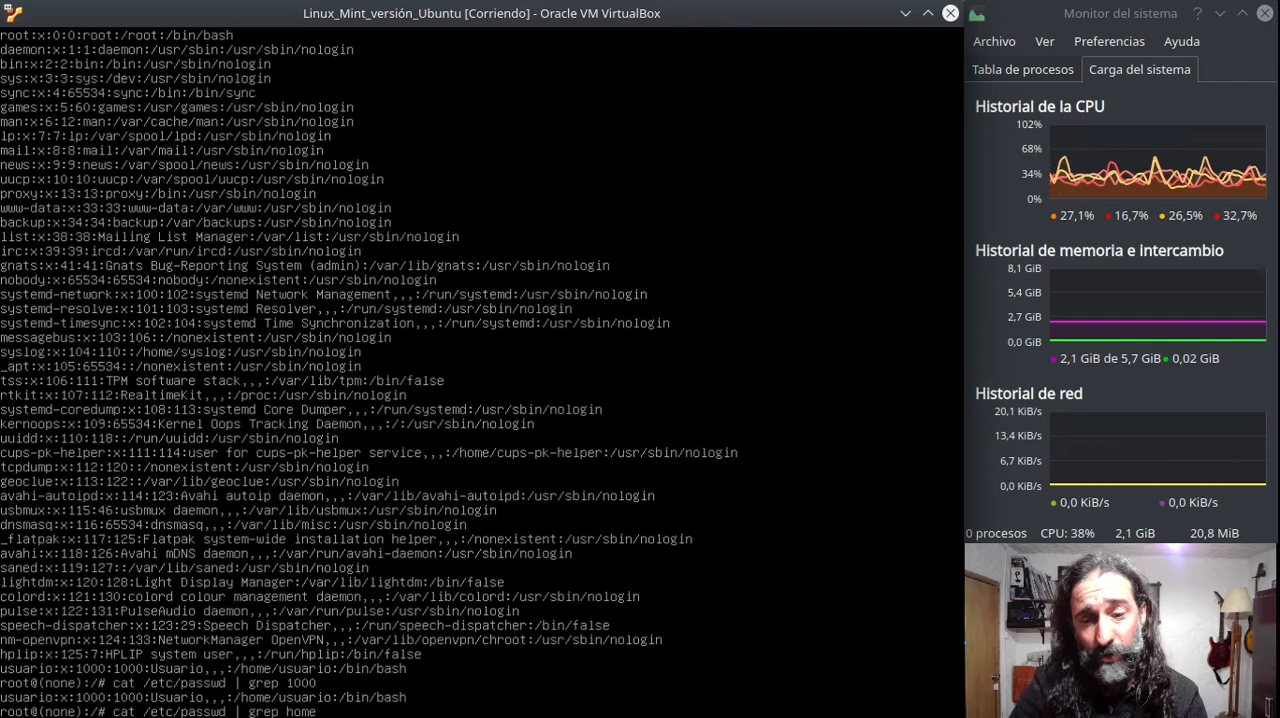 Linux_Mint_versión_Ubuntu [Corriendo] - Oracle VM VirtualBox
root:x:0:0:root:/root:/bin/bash
daemon:x:1:1:daemon:/usr/sbin:/usr/sbin/nologin
bin:x:2:2:bin:/bin:/usr/sbin/nologin
sys:x:3:3:sys:/dev:/usr/sbin/nologin
sync:x:4:65534:sync:/bin:/bin/sync
games:x:5:60:games:/usr/games:/usr/sbin/nologin
man:x:6:12:man:/var/cache/man:/usr/sbin/nologin
lp:x:7:7:lp:/var/spool/lpd:/usr/sbin/nologin
mail:x:8:8:mail:/var/mail:/usr/sbin/nologin
news:x:9:9:news:/var/spool/news:/usr/sbin/nologin
uucp:x:10:10:uucp:/var/spool/uucp:/usr/sbin/nologin
proxy:x:13:13:proxy:/bin:/usr/sbin/nologin
www-data:x:33:33:www-data:/var/www:/usr/sbin/nologin
backup:x:34:34:backup:/var/backups:/usr/sbin/nologin
list:x:38:38:Mailing List Manager:/var/list:/usr/sbin/nologin
irc:x:39:39:ircd:/var/run/ircd:/usr/sbin/nologin
gnats:x:41:41:Gnats Bug-Reporting System (admin):/var/lib/gnats:/usr/sbin/nologin
nobody:x:65534:65534:nobody:/nonexistent:/usr/sbin/nologin
systemd-network:x:100:102:systemd Network Management,,,:/run/systemd:/usr/sbin/nologin
systemd-resolve:x:101:103:systemd Resolver,,,:/run/systemd:/usr/sbin/nologin
systemd-timesync:x:102:104:systemd Time Synchronization,,,:/run/systemd:/usr/sbin/nologin
messagebus:x:103:106::/nonexistent:/usr/sbin/nologin
syslog:x:104:110::/home/syslog:/usr/sbin/nologin
_apt:x:105:65534::/nonexistent:/usr/sbin/nologin
tss:x:106:111:TPM software stack,,,:/var/lib/tpm:/bin/false
rtkit:x:107:112:RealtimeKit,,,:/proc:/usr/sbin/nologin
systemd-coredump:x:108:113:systemd Core Dumper,,,:/run/systemd:/usr/sbin/nologin
kernoops:x:109:65534:Kernel Oops Tracking Daemon,,,:/:/usr/sbin/nologin
uuidd:x:110:118::/run/uuidd:/usr/sbin/nologin
cups-pk-helper:x:111:114:user for cups-pk-helper service,,,:/home/cups-pk-helper:/usr/sbin/nologin
tcpdump:x:112:120::/nonexistent:/usr/sbin/nologin
geoclue:x:113:122::/var/lib/geoclue:/usr/sbin/nologin
avahi-autoipd:x:114:123:Avahi autoip daemon,,,:/var/lib/avahi-autoipd:/usr/sbin/nologin
usbmux:x:115:46:usbmux daemon,,,:/var/lib/usbmux:/usr/sbin/nologin
dnsmasq:x:116:65534:dnsmasq,,,:/var/lib/misc:/usr/sbin/nologin
_flatpak:x:117:125:Flatpak system-wide installation helper,,,:/nonexistent:/usr/sbin/nologin
avahi:x:118:126:Avahi mDNS daemon,,,:/var/run/avahi-daemon:/usr/sbin/nologin
saned:x:119:127::/var/lib/saned:/usr/sbin/nologin
lightdm:x:120:128:Light Display Manager:/var/lib/lightdm:/bin/false
colord:x:121:130:colord colour management daemon,,,:/var/lib/colord:/usr/sbin/nologin
pulse:x:122:131:PulseAudio daemon,,,:/var/run/pulse:/usr/sbin/nologin
speech-dispatcher:x:123:29:Speech Dispatcher,,,:/run/speech-dispatcher:/bin/false
nm-openvpn:x:124:133:NetworkManager OpenVPN,,,:/var/lib/openvpn/chroot:/usr/sbin/nologin
hplip:x:125:7:HPLIP system user,,,:/run/hplip:/bin/false
usuario:x:1000:1000:Usuario,,,:/home/usuario:/bin/bash
root@(none):/# cat /etc/passwd | grep 1000
usuario:x:1000:1000:Usuario,,,:/home/usuario:/bin/bash
root@(none):/# cat /etc/passwd | grep home
Monitor del sistema
Archivo Ver Preferencias Ayuda
Tabla de procesos Carga del sistema
Historial de la CPU
102%
68%
34%
0%
27,1% 16,7% 26,5% 32,7%
Historial de memoria e intercambio
8,1 GiB
5,4 GiB
2,7 GiB
0,0 GiB
2,1 GiB de 5,7 GiB 0,02 GiB
Historial de red
20,1 KiB/s
13,4 KiB/s
6,7 KiB/s
0,0 KiB/s
0,0 KiB/s 0,0 KiB/s
0 procesos CPU: 38% 2,1 GiB 20,8 MiB